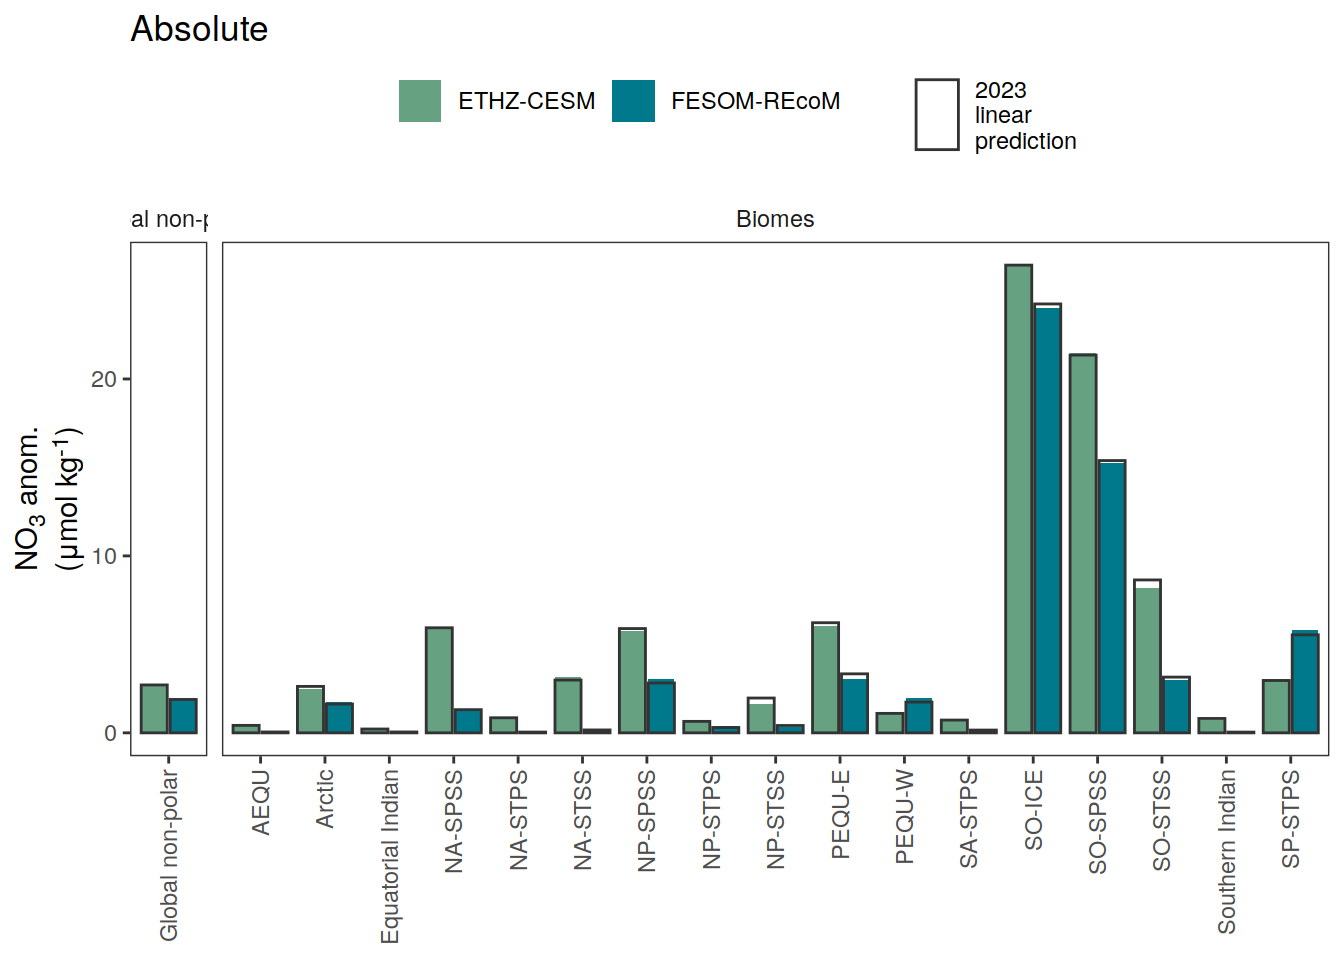 Absolute
ETHZ-CESM
FESOM-REcoM
2023
linear
prediction
al non-p
Biomes
NO3 anom.
(µmol kg-1)
20
10
0
Global non-polar
AEQU
Arctic
Equatorial Indian
NA-SPSS
NA-STPS
NA-STSS
NP-SPSS
NP-STPS
NP-STSS
PEQU-E
PEQU-W
SA-STPS
SO-ICE
SO-SPSS
SO-STSS
Southern Indian
SP-STPS